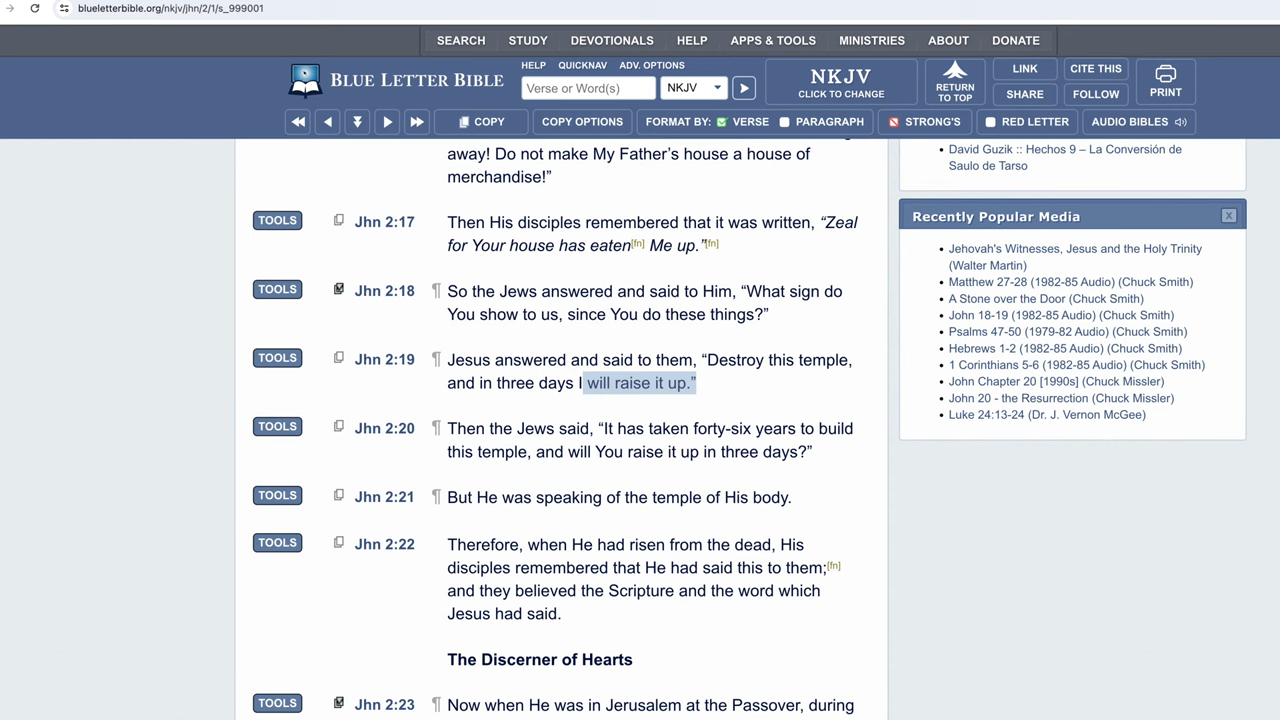 blueletterbible.org/nkjv/jhn/2/1/s_999001
SEARCH STUDY DEVOTIONALS HELP APPS & TOOLS MINISTRIES ABOUT DONATE
BLUE LETTER BIBLE
HELP QUICKNAV ADV. OPTIONS
Verse or Word(s) NKJV
NKJV
CLICK TO CHANGE
RETURN
TO TOP
LINK
CITE THIS
SHARE
FOLLOW
PRINT
COPY COPY OPTIONS FORMAT BY: VERSE PARAGRAPH STRONG'S RED LETTER AUDIO BIBLES
away! Do not make My Father’s house a house of
merchandise!”
TOOLS Jhn 2:17 Then His disciples remembered that it was written, “Zeal
for Your house has eaten[fn] Me up.”[fn]
TOOLS Jhn 2:18 ¶ So the Jews answered and said to Him, “What sign do
You show to us, since You do these things?”
TOOLS Jhn 2:19 ¶ Jesus answered and said to them, “Destroy this temple,
and in three days I will raise it up.”
TOOLS Jhn 2:20 ¶ Then the Jews said, “It has taken forty-six years to build
this temple, and will You raise it up in three days?”
TOOLS Jhn 2:21 ¶ But He was speaking of the temple of His body.
TOOLS Jhn 2:22 Therefore, when He had risen from the dead, His
disciples remembered that He had said this to them;[fn]
and they believed the Scripture and the word which
Jesus had said.
The Discerner of Hearts
TOOLS Jhn 2:23 ¶ Now when He was in Jerusalem at the Passover, during
David Guzik :: Hechos 9 – La Conversión de
Saulo de Tarso
Recently Popular Media x
• Jehovah's Witnesses, Jesus and the Holy Trinity
(Walter Martin)
• Matthew 27-28 (1982-85 Audio) (Chuck Smith)
• A Stone over the Door (Chuck Smith)
• John 18-19 (1982-85 Audio) (Chuck Smith)
• Psalms 47-50 (1979-82 Audio) (Chuck Smith)
• Hebrews 1-2 (1982-85 Audio) (Chuck Smith)
• 1 Corinthians 5-6 (1982-85 Audio) (Chuck Smith)
• John Chapter 20 [1990s] (Chuck Missler)
• John 20 - the Resurrection (Chuck Missler)
• Luke 24:13-24 (Dr. J. Vernon McGee)